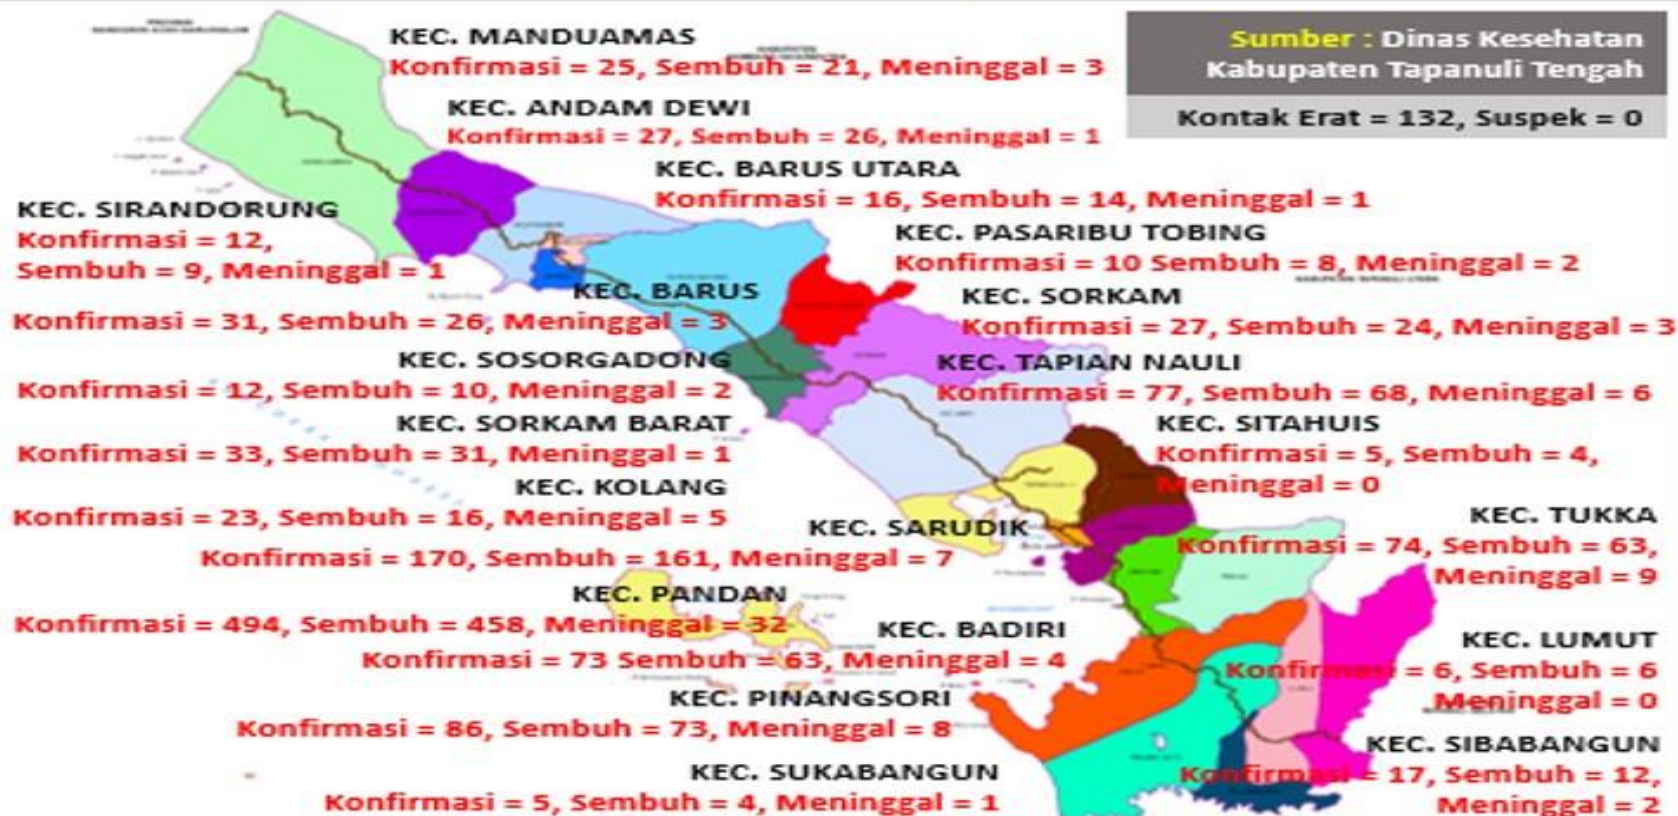 KEC. MANDUAMAS
Konfirmasi = 25, Sembuh = 21, Meninggal = 3
Sumber : Dinas Kesehatan
Kabupaten Tapanuli Tengah
Kontak Erat = 132, Suspek = 0
KEC. ANDAM DEWI
Konfirmasi = 27, Sembuh = 26, Meninggal = 1
KEC. BARUS UTARA
Konfirmasi = 16, Sembuh = 14, Meninggal = 1
KEC. SIRANDORUNG
Konfirmasi = 12,
Sembuh = 9, Meninggal = 1
KEC. PASARIBU TOBING
Konfirmasi = 10 Sembuh = 8, Meninggal = 2
KEC. BARUS
Konfirmasi = 31, Sembuh = 26, Meninggal = 3
KEC. SORKAM
Konfirmasi = 27, Sembuh = 24, Meninggal = 3
KEC. SOSORGADONG
Konfirmasi = 12, Sembuh = 10, Meninggal = 2
KEC. TAPIAN NAULI
Konfirmasi = 77, Sembuh = 68, Meninggal = 6
KEC. SORKAM BARAT
Konfirmasi = 33, Sembuh = 31, Meninggal = 1
KEC. SITAHUIS
Konfirmasi = 5, Sembuh = 4,
Meninggal = 0
KEC. KOLANG
Konfirmasi = 23, Sembuh = 16, Meninggal = 5
KEC. SARUDIK
Konfirmasi = 170, Sembuh = 161, Meninggal = 7
KEC. TUKKA
Konfirmasi = 74, Sembuh = 63,
Meninggal = 9
KEC. PANDAN
Konfirmasi = 494, Sembuh = 458, Meninggal = 32
KEC. BADIRI
Konfirmasi = 73 Sembuh = 63, Meninggal = 4
KEC. LUMUT
Konfirmasi = 6, Sembuh = 6
Meninggal = 0
KEC. PINANGSORI
Konfirmasi = 86, Sembuh = 73, Meninggal = 8
KEC. SIBABANGUN
Konfirmasi = 17, Sembuh = 12,
Meninggal = 2
KEC. SUKABANGUN
Konfirmasi = 5, Sembuh = 4, Meninggal = 1